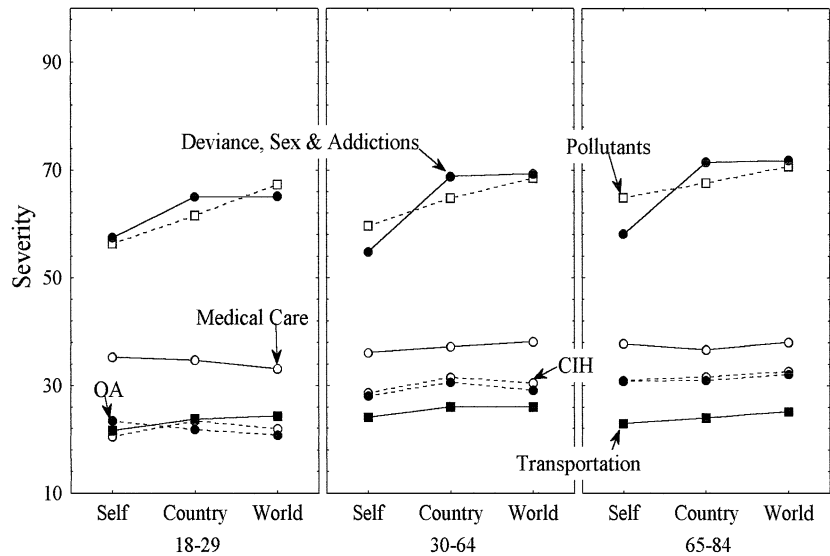 90
Deviance, Sex & Addictions
Pollutants
70
Severity
50
Medical Care
CIH
OA
30
Transportation
10
Self Country World Self Country World Self Country World
18-29 30-64 65-84